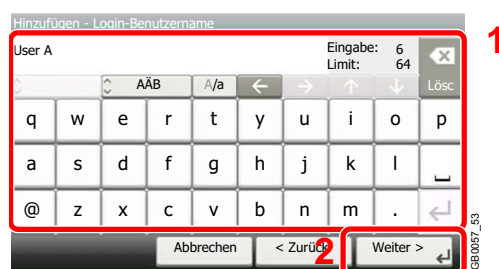 Hinzufügen - Login-Benutzername
1
User A
Eingabe: 6
Limit: 64
AÄB
A/a
Lösc
q w e r t y u i o p
a s d f g h j k l
@ z x c v b n m .
Abbrechen
< Zurück
2
Weiter >
GB0057_53